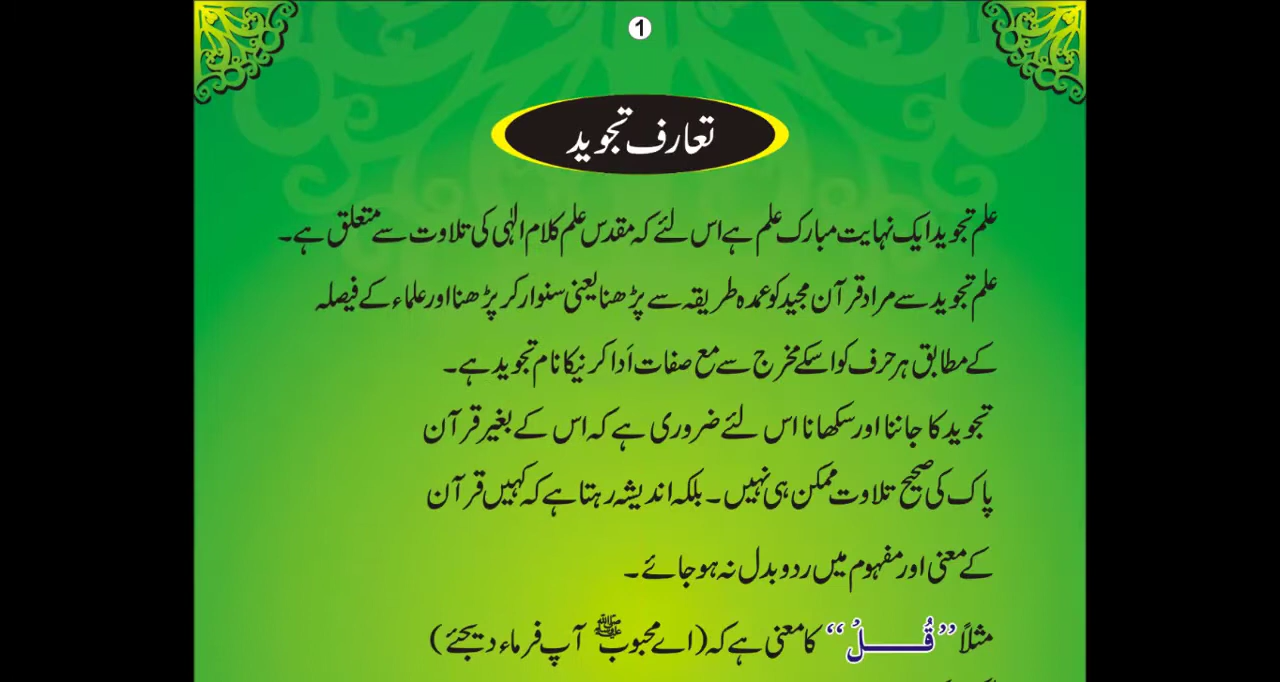 1
تعارف تجوید
علم تجوید ایک نہایت مبارک علم ہے اس لئے کہ مقدس علم کلام الہٰی کی تلاوت سے متعلق ہے۔
علم تجوید سے مراد قرآن مجید کو عمدہ طریقہ سے پڑھنا یعنی سنوار کر پڑھنا اور علماء کے فیصلہ
کے مطابق ہر حرف کو اسکے مخرج سے مع صفات اَدا کرنیکا نام تجوید ہے۔
تجوید کا جاننا اور سکھانا اس لئے ضروری ہے کہ اس کے بغیر قرآن
پاک کی صحیح تلاوت ممکن ہی نہیں۔ بلکہ اندیشہ رہتا ہے کہ کہیں قرآن
کے معنی اور مفہوم میں ردو بدل نہ ہو جائے۔
مثلاً ”قُلْ“ کا معنی ہے کہ (اے محبوب ﷺ آپ فرماء دیجئے)